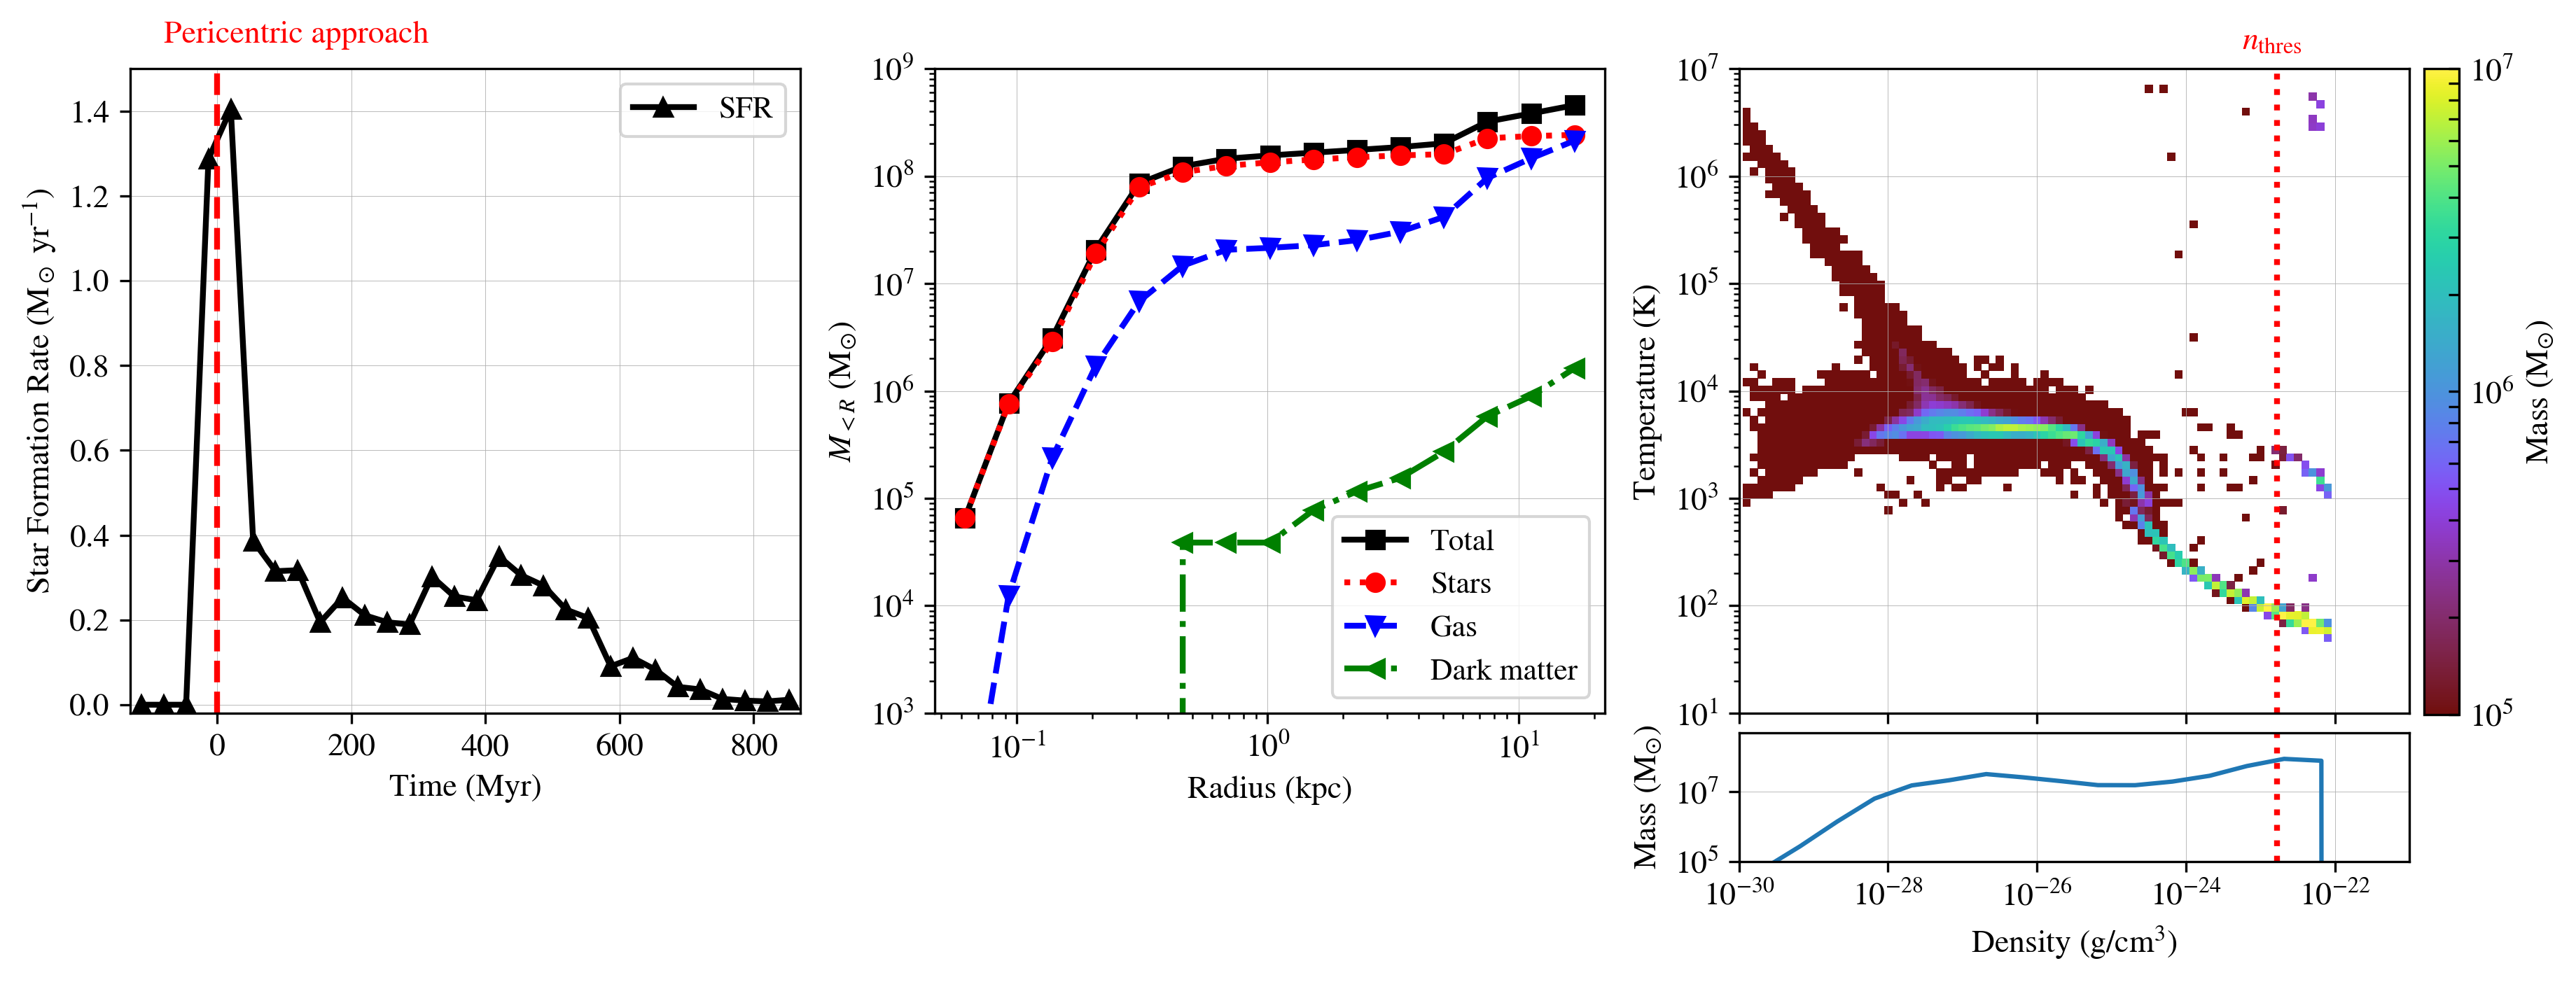 Pericentric approach
Star Formation Rate (M⊙ yr⁻¹)
1.4
1.2
1.0
0.8
0.6
0.4
0.2
0.0
SFR
0 200 400 600 800
Time (Myr)
M<R (M⊙)
10⁹
10⁸
10⁷
10⁶
10⁵
10⁴
10³
Total
Stars
Gas
Dark matter
10⁻¹ 10⁰ 10¹
Radius (kpc)
nthres
Temperature (K)
10⁷
10⁶
10⁵
10⁴
10³
10²
10¹
10⁷
10⁶
10⁵
Mass (M⊙)
Mass (M⊙)
10⁷
10⁵
10⁻³⁰ 10⁻²⁸ 10⁻²⁶ 10⁻²⁴ 10⁻²²
Density (g/cm³)